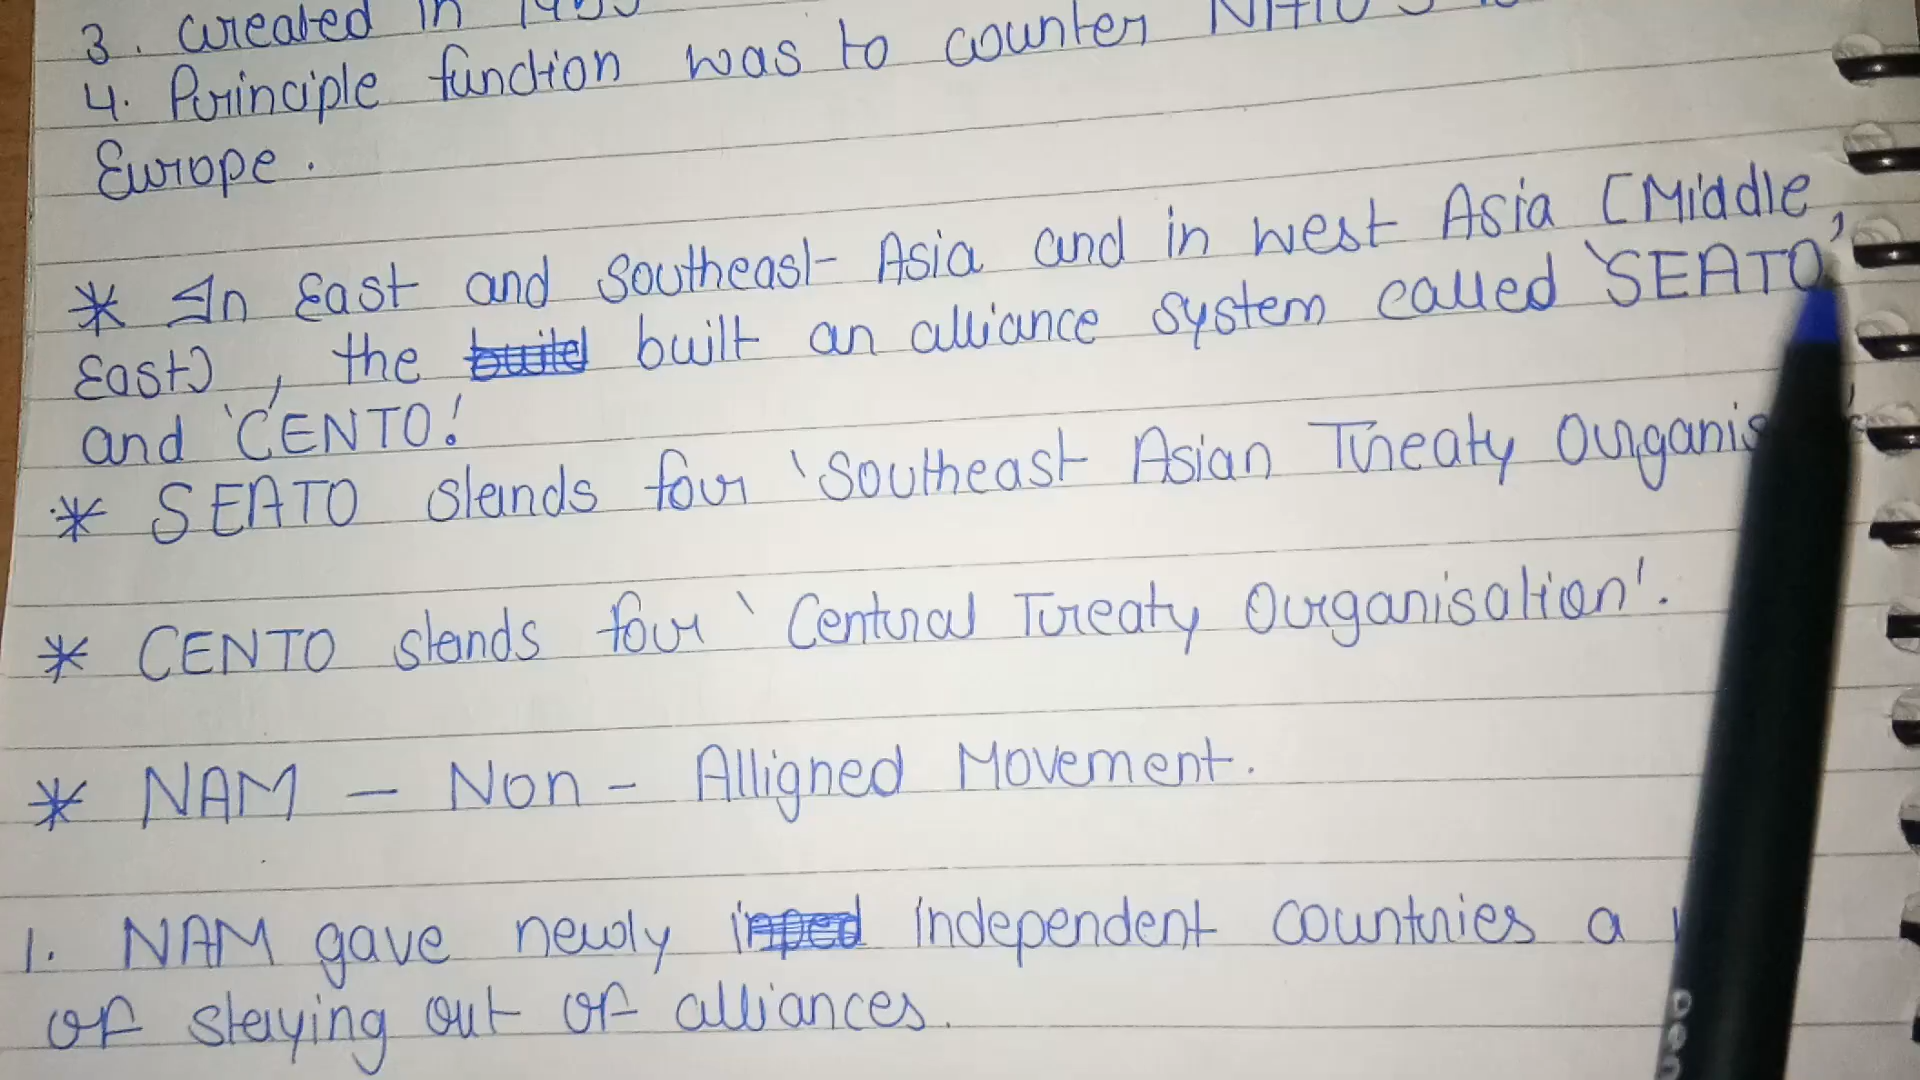 3. created in
4. Principle function was to counter NATO's
Europe.
* In East and Southeast Asia and in west Asia [Middle
East], the built an alliance system called 'SEATO',
and 'CENTO'.
* SEATO stands for 'Southeast Asian Treaty Organis
* CENTO stands for 'Central Treaty Organisation'.
* NAM - Non - Alligned Movement.
1. NAM gave newly independent countries a
of staying out of alliances.